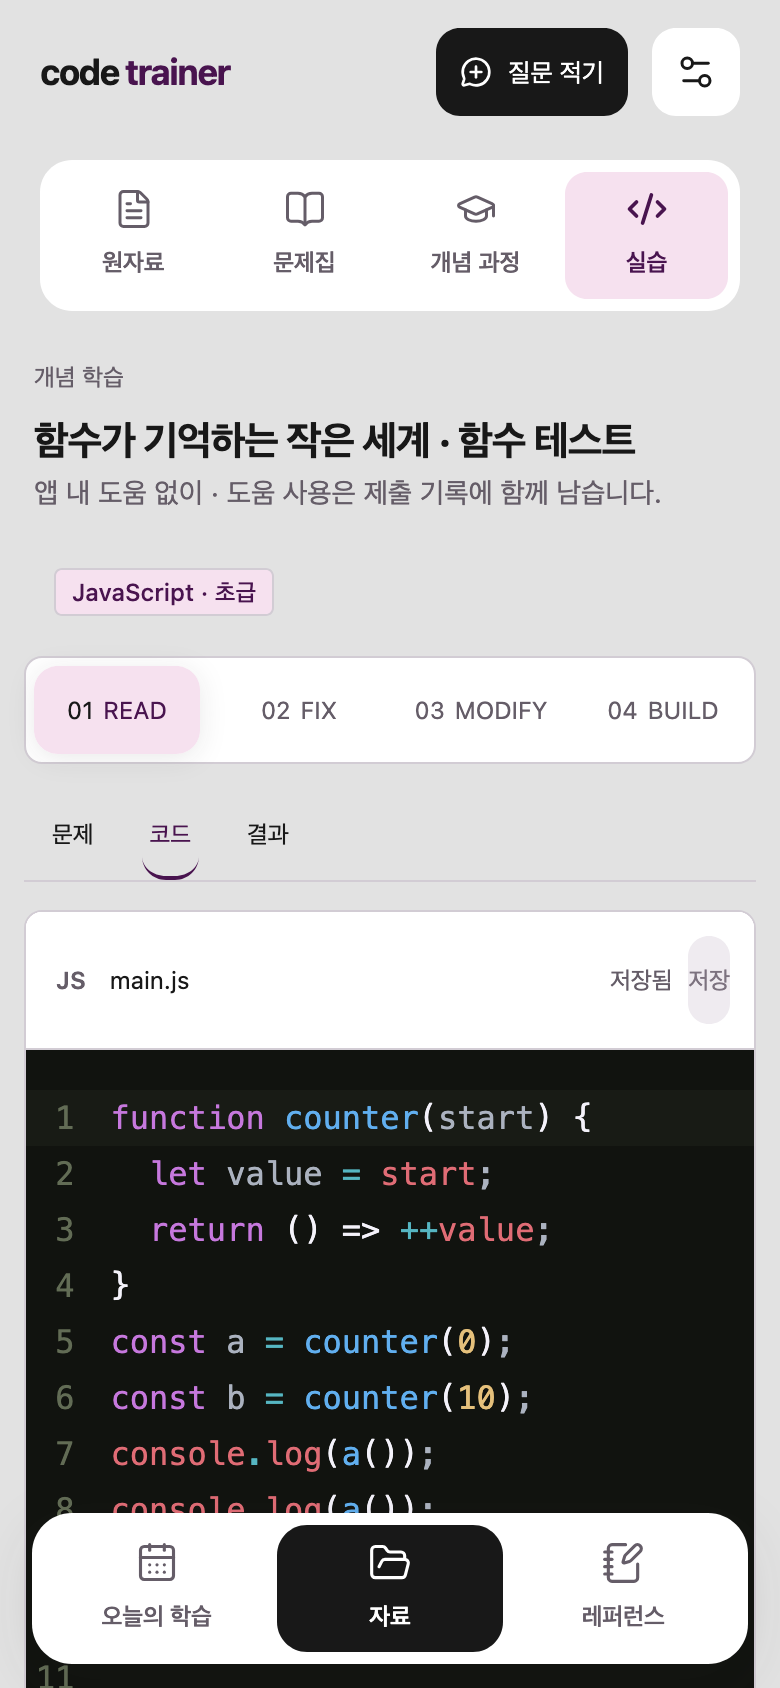 code trainer
질문 적기
원자료
문제집
개념 과정
실습
개념 학습
함수가 기억하는 작은 세계 · 함수 테스트
앱 내 도움 없이 · 도움 사용은 제출 기록에 함께 남습니다.
JavaScript · 초급
01 READ
02 FIX
03 MODIFY
04 BUILD
문제
코드
결과
JS main.js
저장됨
저장
1 function counter(start) {
2   let value = start;
3   return () => ++value;
4 }
5 const a = counter(0);
6 const b = counter(10);
7 console.log(a());
8 console.log(a());
오늘의 학습
자료
레퍼런스
11